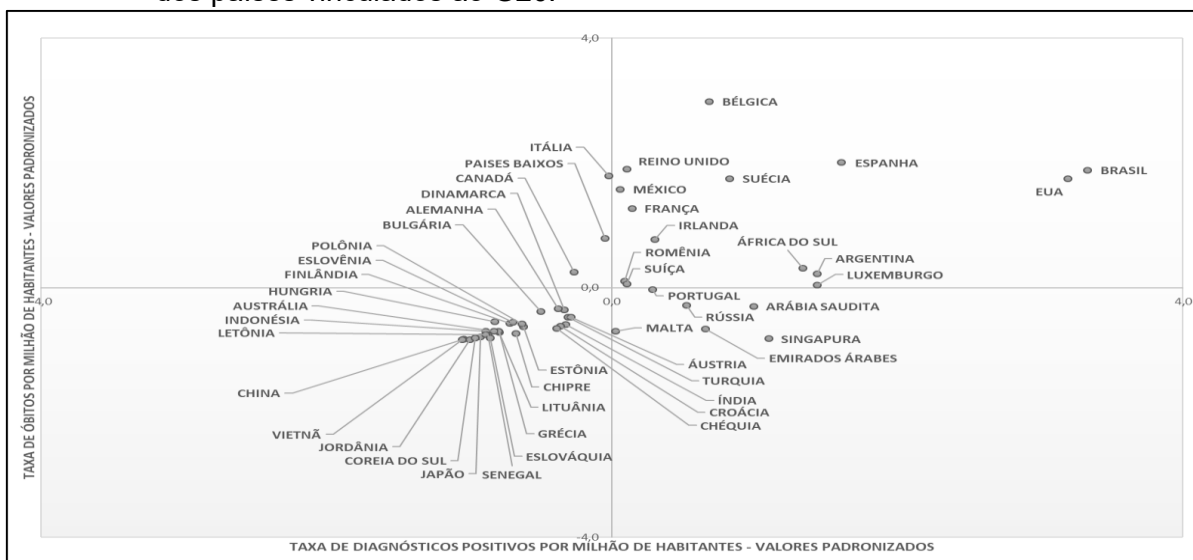 dos países vinculados ao G20.
4,0
BÉLGICA
ITÁLIA
REINO UNIDO
PAISES BAIXOS
ESPANHA
BRASIL
CANADÁ
SUÉCIA
EUA
MÉXICO
DINAMARCA
FRANÇA
ALEMANHA
BULGÁRIA
IRLANDA
POLÔNIA
ÁFRICA DO SUL
ESLOVÊNIA
ROMÊNIA
ARGENTINA
FINLÂNDIA
SUÍÇA
LUXEMBURGO
HUNGRIA
4,0
0,0
4,0
PORTUGAL
ARÁBIA SAUDITA
AUSTRÁLIA
RÚSSIA
INDONÉSIA
LETÔNIA
MALTA
SINGAPURA
EMIRADOS ÁRABES
ÁUSTRIA
ESTÔNIA
TURQUIA
CHINA
CHIPRE
ÍNDIA
LITUÂNIA
CROÁCIA
CHÉQUIA
VIETNÃ
GRÉCIA
JORDÂNIA
ESLOVÁQUIA
COREIA DO SUL
JAPÃO
SENEGAL
-4,0
TAXA DE ÓBITOS POR MILHÃO DE HABITANTES - VALORES PADRONIZADOS
TAXA DE DIAGNÓSTICOS POSITIVOS POR MILHÃO DE HABITANTES - VALORES PADRONIZADOS